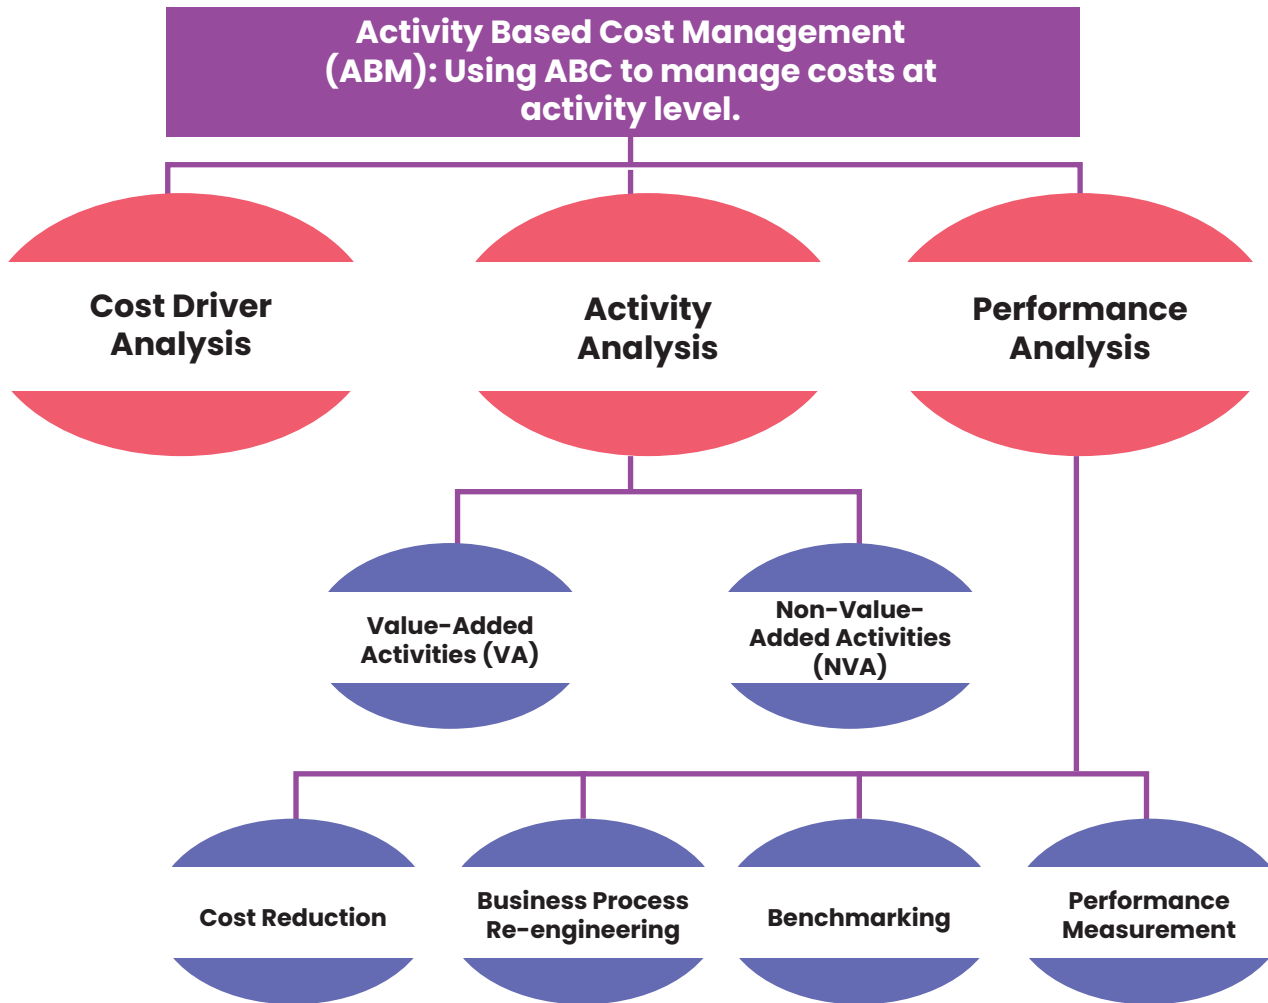 Activity Based Cost Management
(ABM): Using ABC to manage costs at
activity level.
Cost Driver
Analysis
Activity
Analysis
Performance
Analysis
Value-Added
Activities (VA)
Non-Value-
Added Activities
(NVA)
Cost Reduction
Business Process
Re-engineering
Benchmarking
Performance
Measurement